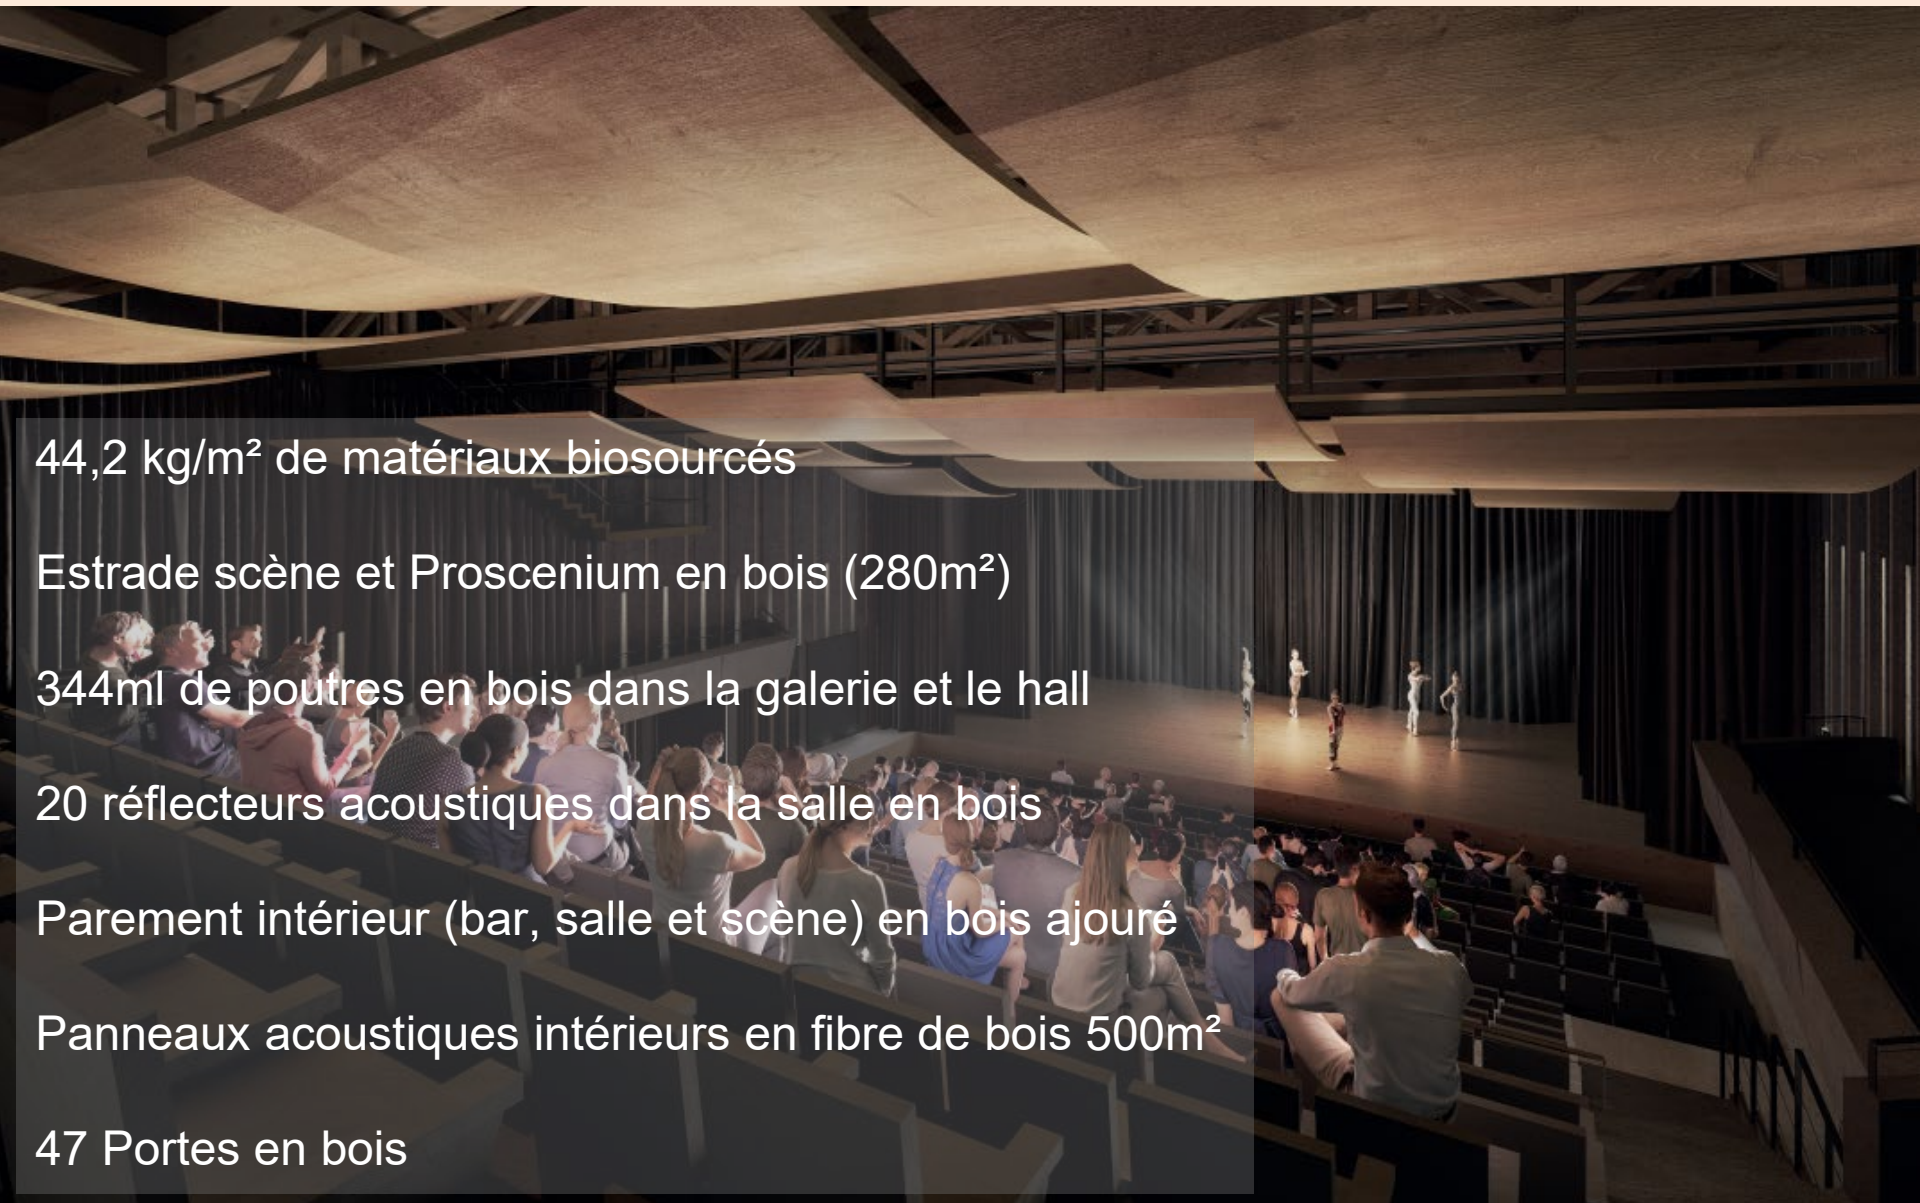 44,2 kg/m² de matériaux biosourcés
Estrade scène et Proscenium en bois (280m²)
344ml de poutres en bois dans la galerie et le hall
20 réflecteurs acoustiques dans la salle en bois
Parement intérieur (bar, salle et scène) en bois ajouré
Panneaux acoustiques intérieurs en fibre de bois 500m²
47 Portes en bois